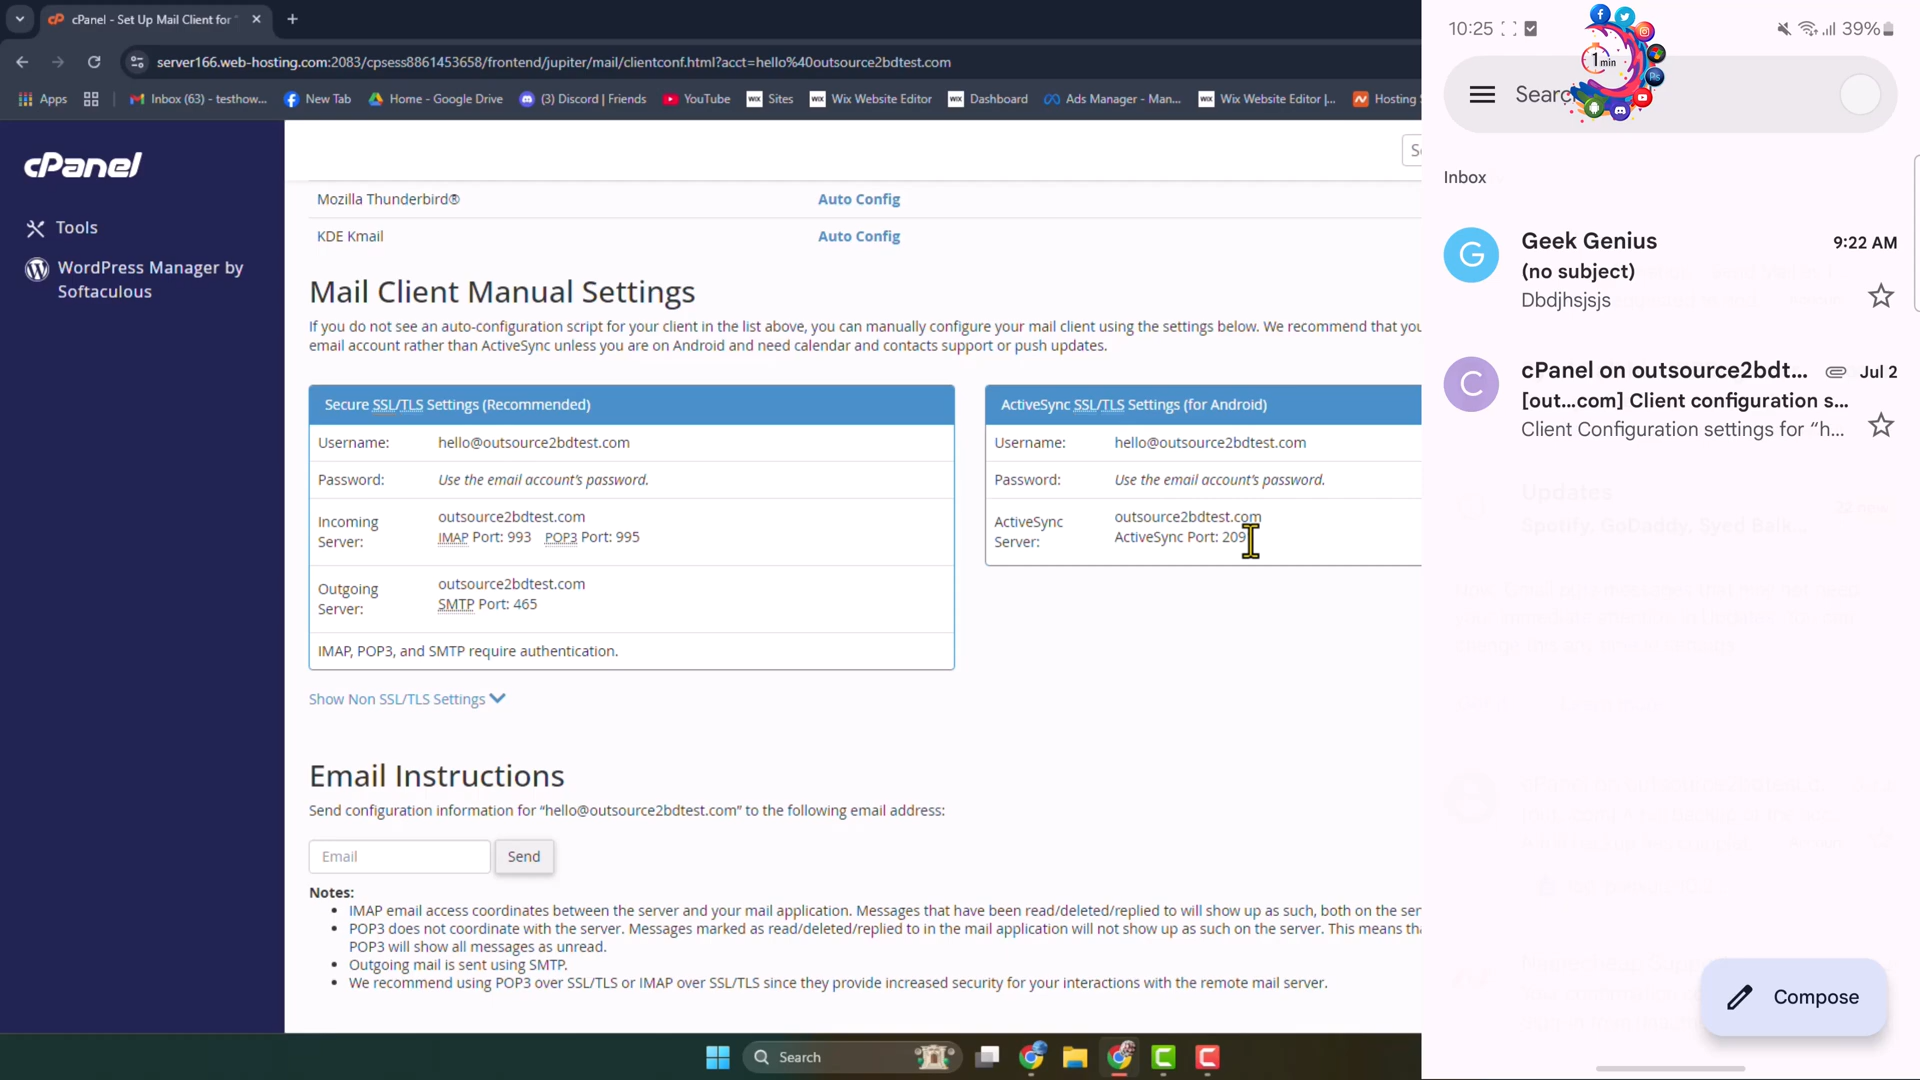 cPanel - Set Up Mail Client for
server166.web-hosting.com:2083/cpsess8861453658/frontend/jupiter/mail/clientconf.html?acct=hello%40outsource2bdtest.com
Apps
Inbox (63) - testhow...
New Tab
Home - Google Drive
(3) Discord | Friends
YouTube
Sites
Wix Website Editor
Dashboard
Ads Manager - Man...
Wix Website Editor |...
Hosting
cPanel
Tools
WordPress Manager by
Softaculous
Mozilla Thunderbird® Auto Config
KDE Kmail Auto Config
Mail Client Manual Settings
If you do not see an auto-configuration script for your client in the list above, you can manually configure your mail client using the settings below. We recommend that you
email account rather than ActiveSync unless you are on Android and need calendar and contacts support or push updates.
Secure SSL/TLS Settings (Recommended)
Username: hello@outsource2bdtest.com
Password: Use the email account's password.
Incoming
Server:
outsource2bdtest.com
IMAP Port: 993 POP3 Port: 995
Outgoing
Server:
outsource2bdtest.com
SMTP Port: 465
IMAP, POP3, and SMTP require authentication.
ActiveSync SSL/TLS Settings (for Android)
Username: hello@outsource2bdtest.com
Password: Use the email account's password.
ActiveSync
Server:
outsource2bdtest.com
ActiveSync Port: 209
Show Non SSL/TLS Settings
Email Instructions
Send configuration information for “hello@outsource2bdtest.com” to the following email address:
Email
Send
Notes:
IMAP email access coordinates between the server and your mail application. Messages that have been read/deleted/replied to will show up as such, both on the ser
POP3 does not coordinate with the server. Messages marked as read/deleted/replied to in the mail application will not show up as such on the server. This means th
POP3 will show all messages as unread.
Outgoing mail is sent using SMTP.
We recommend using POP3 over SSL/TLS or IMAP over SSL/TLS since they provide increased security for your interactions with the remote mail server.
Search
10:25
39%
1 min
Searc
Inbox
G
Geek Genius 9:22 AM
(no subject)
Dbdjhsjsjs
C
cPanel on outsource2bdt... Jul 2
[out...com] Client configuration s...
Client Configuration settings for “h...
Updates
Spotify, GoDaddy, Syed Balk...
Compose